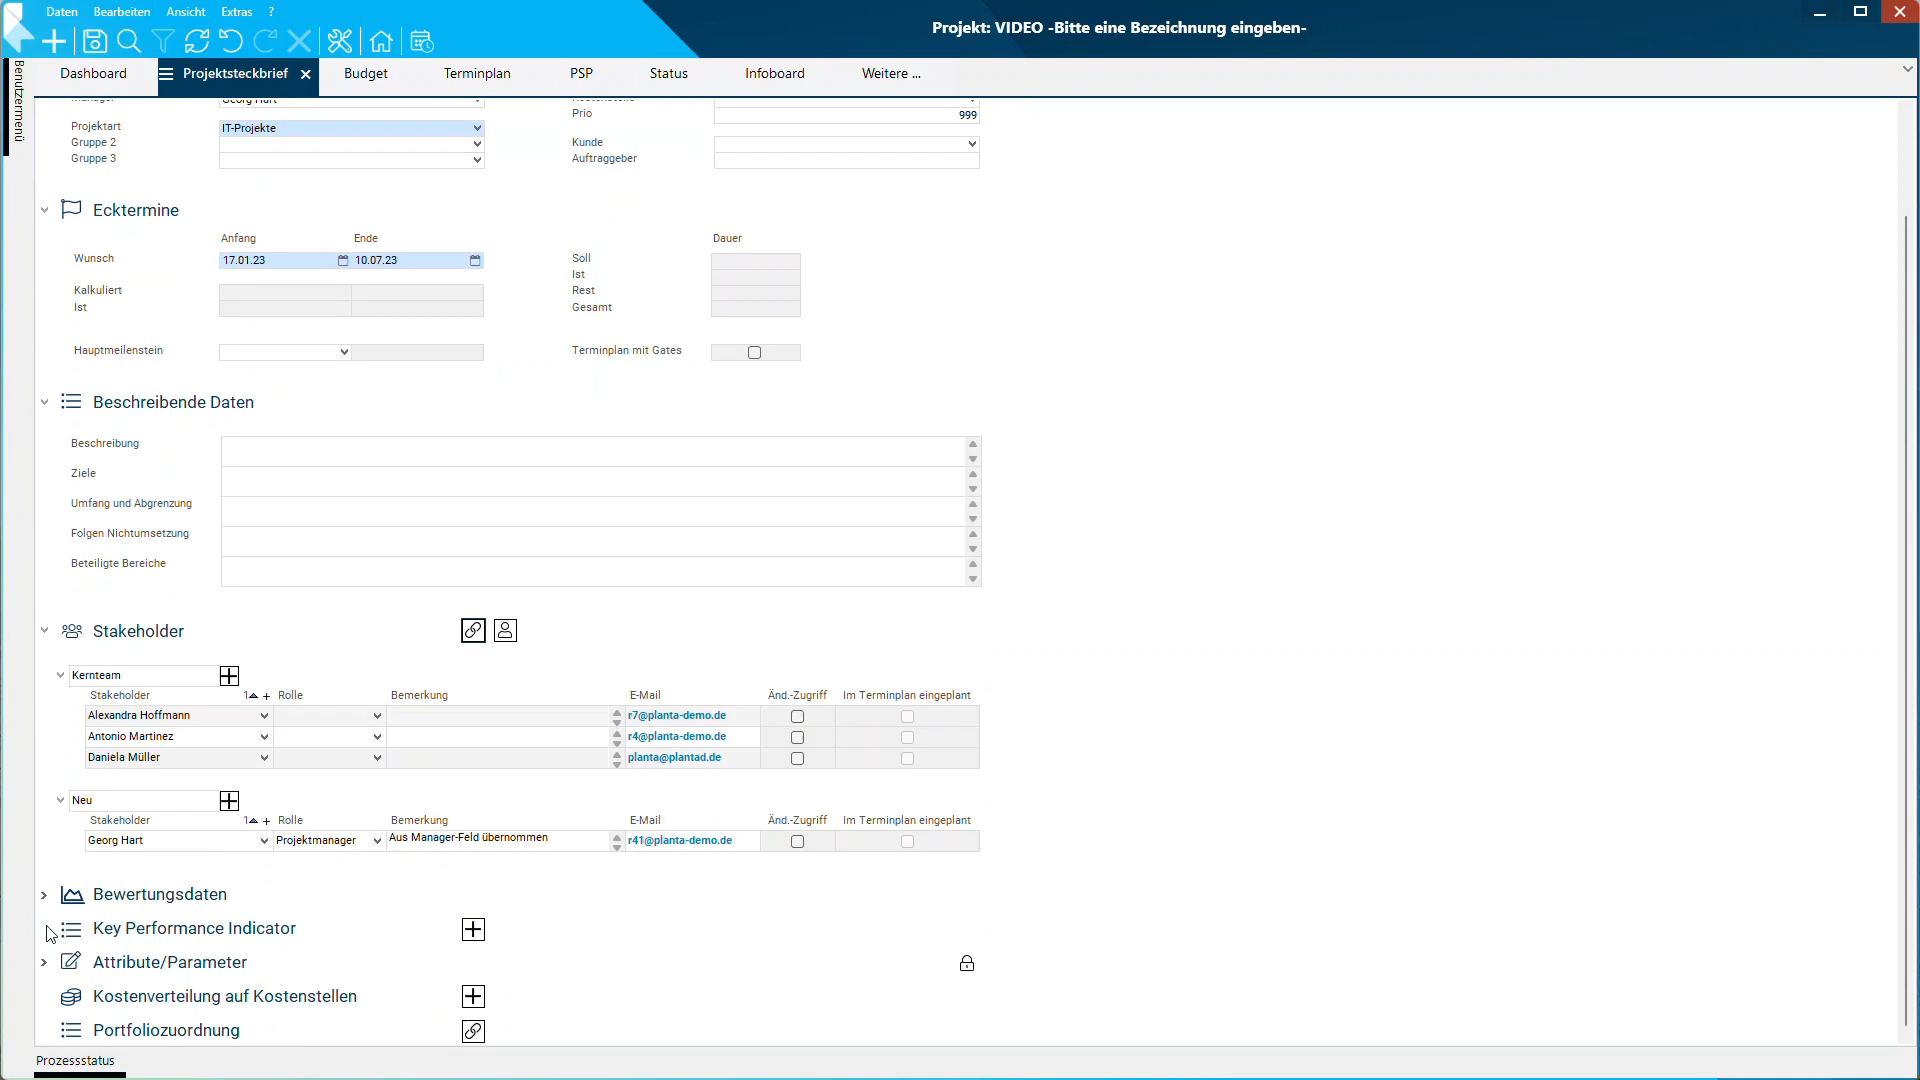 Daten Bearbeiten Ansicht Extras ?
Projekt: VIDEO -Bitte eine Bezeichnung eingeben-
Benutzermenü
Dashboard Projektsteckbrief Budget Terminplan PSP Status Infoboard Weitere ...
Manager Georg Hart Kostenstelle
Prio 999
Projektart IT-Projekte
Gruppe 2 Kunde
Gruppe 3 Auftraggeber
Ecktermine
Anfang Ende Dauer
Wunsch 17.01.23 10.07.23 Soll
Ist
Kalkuliert Rest
Ist Gesamt
Hauptmeilenstein Terminplan mit Gates
Beschreibende Daten
Beschreibung
Ziele
Umfang und Abgrenzung
Folgen Nichtumsetzung
Beteiligte Bereiche
Stakeholder
Kernteam
Stakeholder 1 + Rolle Bemerkung E-Mail Änd.-Zugriff Im Terminplan eingeplant
Alexandra Hoffmann r7@planta-demo.de
Antonio Martinez r4@planta-demo.de
Daniela Müller planta@plantad.de
Neu
Stakeholder 1 + Rolle Bemerkung E-Mail Änd.-Zugriff Im Terminplan eingeplant
Georg Hart Projektmanager Aus Manager-Feld übernommen r41@planta-demo.de
Bewertungsdaten
Key Performance Indicator
Attribute/Parameter
Kostenverteilung auf Kostenstellen
Portfoliozuordnung
Prozessstatus